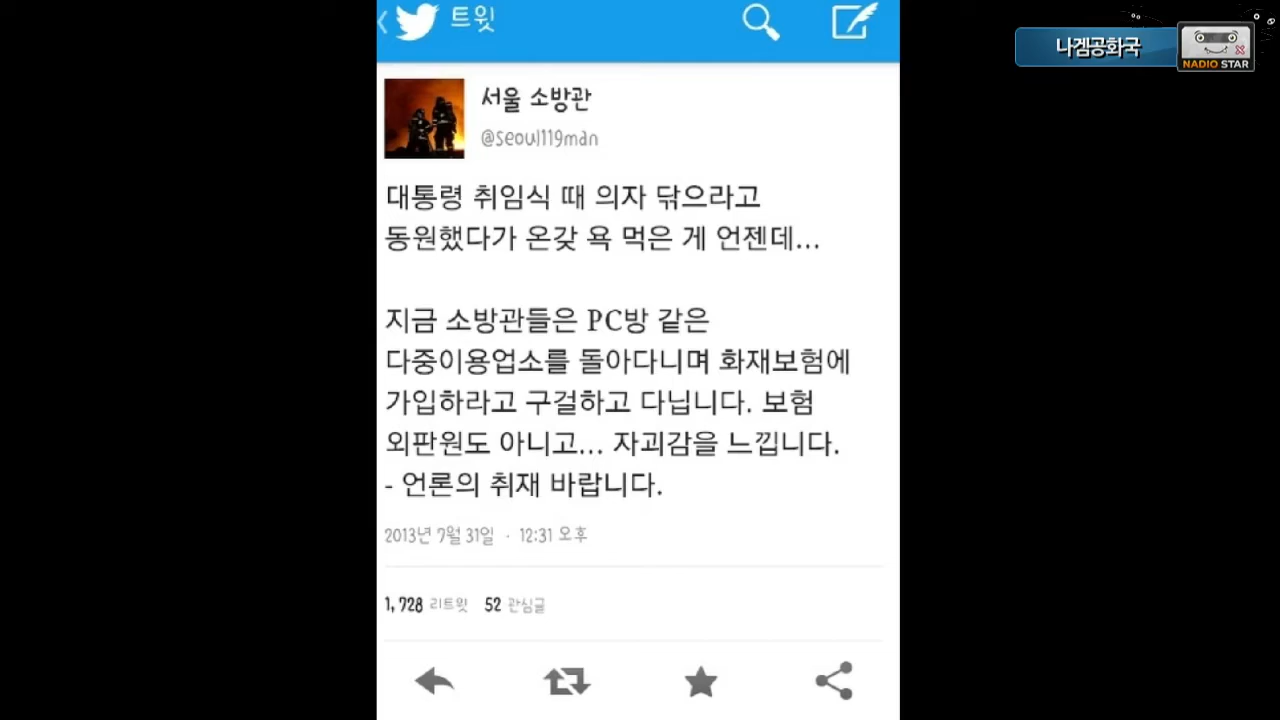 트윗
나겜공화국
NADIO STAR
서울 소방관
@seoul119man
대통령 취임식 때 의자 닦으라고
동원했다가 온갖 욕 먹은 게 언젠데...
지금 소방관들은 PC방 같은
다중이용업소를 돌아다니며 화재보험에
가입하라고 구걸하고 다닙니다. 보험
외판원도 아니고... 자괴감을 느낍니다.
- 언론의 취재 바랍니다.
2013년 7월 31일 · 12:31 오후
1,728 리트윗 52 관심글